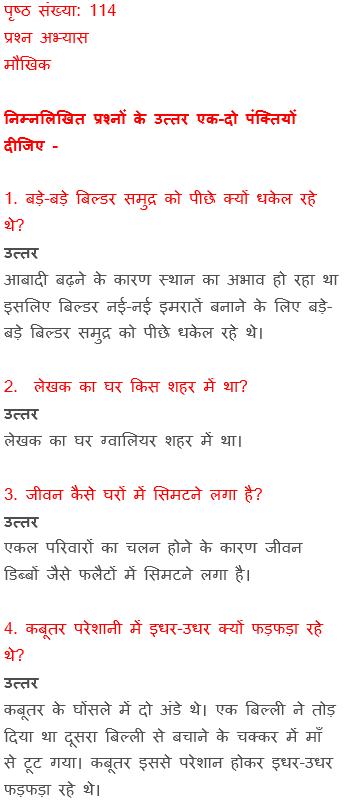 पृष्ठ संख्या: 114
प्रश्न अभ्यास
मौखिक
निम्नलिखित प्रश्नों के उत्तर एक-दो पंक्तियों
दीजिए -
1. बड़े-बड़े बिल्डर समुद्र को पीछे क्यों धकेल रहे
थे?
उत्तर
आबादी बढ़ने के कारण स्थान का अभाव हो रहा था
इसलिए बिल्डर नई-नई इमरातें बनाने के लिए बड़े-
बड़े बिल्डर समुद्र को पीछे धकेल रहे थे।
2. लेखक का घर किस शहर में था?
उत्तर
लेखक का घर ग्वालियर शहर में था।
3. जीवन कैसे घरों में सिमटने लगा है?
उत्तर
एकल परिवारों का चलन होने के कारण जीवन
डिब्बों जैसे फलैटों में सिमटने लगा है।
4. कबूतर परेशानी में इधर-उधर क्यों फड़फड़ा रहे
थे?
उत्तर
कबूतर के घोंसले में दो अंडे थे। एक बिल्ली ने तोड़
दिया था दूसरा बिल्ली से बचाने के चक्कर में माँ
से टूट गया। कबूतर इससे परेशान होकर इधर-उधर
फड़फड़ा रहे थे।